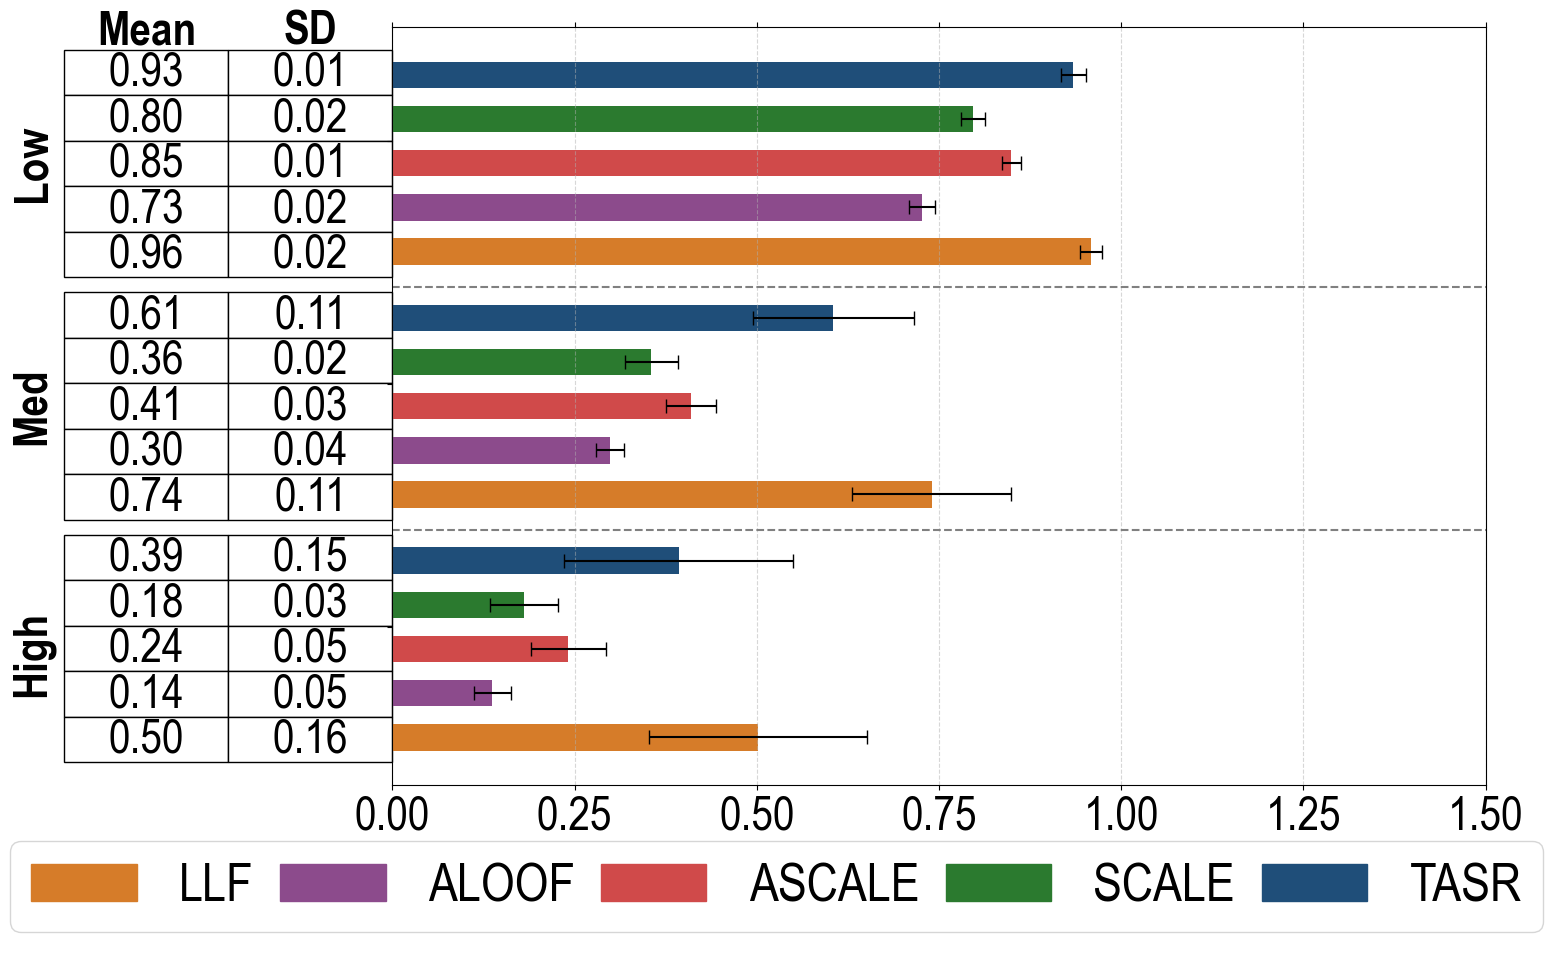 Mean SD
Low
0.93 0.01
0.80 0.02
0.85 0.01
0.73 0.02
0.96 0.02
Med
0.61 0.11
0.36 0.02
0.41 0.03
0.30 0.04
0.74 0.11
High
0.39 0.15
0.18 0.03
0.24 0.05
0.14 0.05
0.50 0.16
0.00 0.25 0.50 0.75 1.00 1.25 1.50
LLF ALOOF ASCALE SCALE TASR